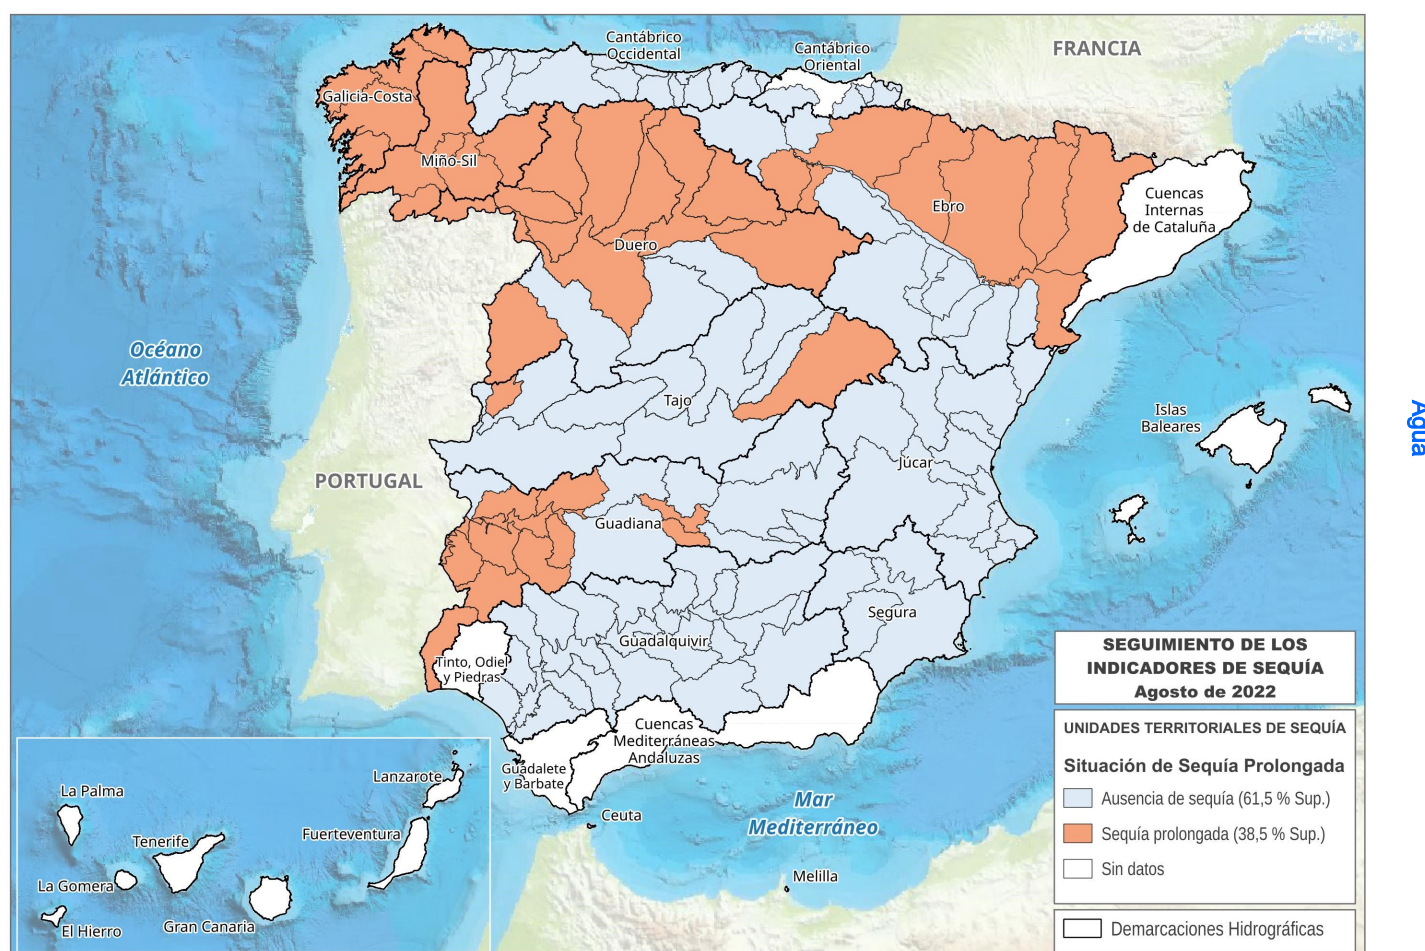 Cantábrico
Occidental
Cantábrico
Oriental
FRANCIA
Galicia-Costa
Miño-Sil
Cuencas
Internas
de Cataluña
Ebro
Duero
Océano
Atlántico
Tajo
Islas
Baleares
Agua
Júcar
PORTUGAL
Guadiana
Segura
Guadalquivir
Tinto, Odiel
y Piedras
Cuencas
Mediterráneas
Andaluzas
Guadalete
y Barbate
Ceuta
Mar
Mediterráneo
Melilla
La Palma
Lanzarote
Tenerife
Fuerteventura
La Gomera
El Hierro
Gran Canaria
SEGUIMIENTO DE LOS
INDICADORES DE SEQUÍA
Agosto de 2022
UNIDADES TERRITORIALES DE SEQUÍA
Situación de Sequía Prolongada
Ausencia de sequía (61,5 % Sup.)
Sequía prolongada (38,5 % Sup.)
Sin datos
Demarcaciones Hidrográficas